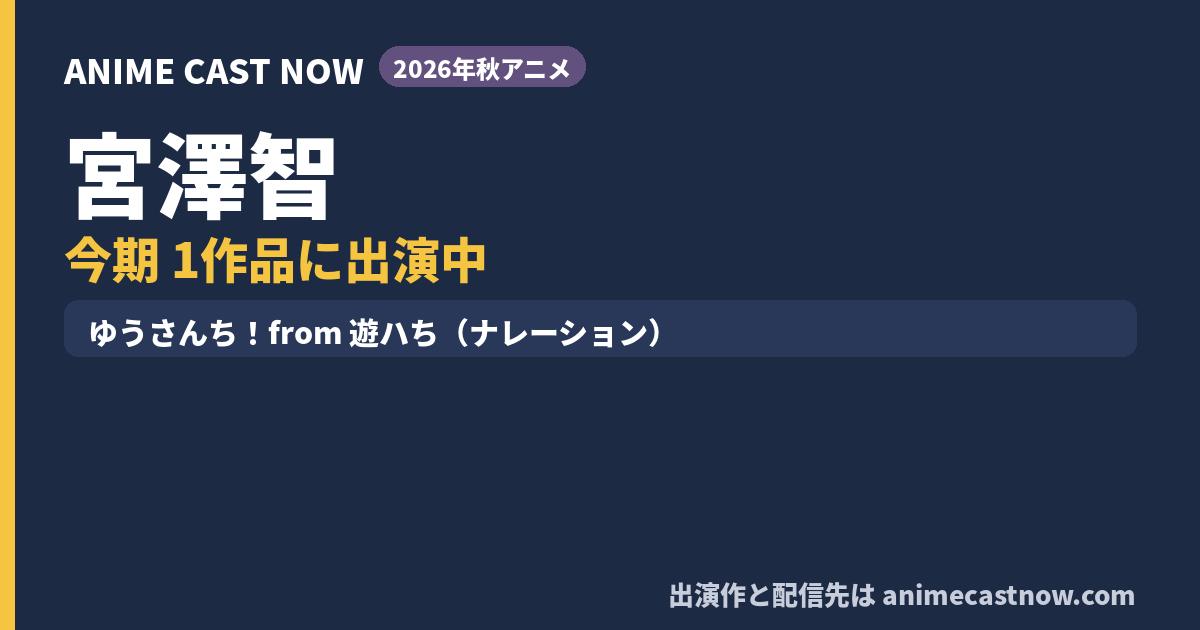 ANIME CAST NOW 2026年秋アニメ
宮澤智
今期 1作品に出演中
ゆうさんち！from 遊ハち（ナレーション）
出演作と配信先は animecastnow.com